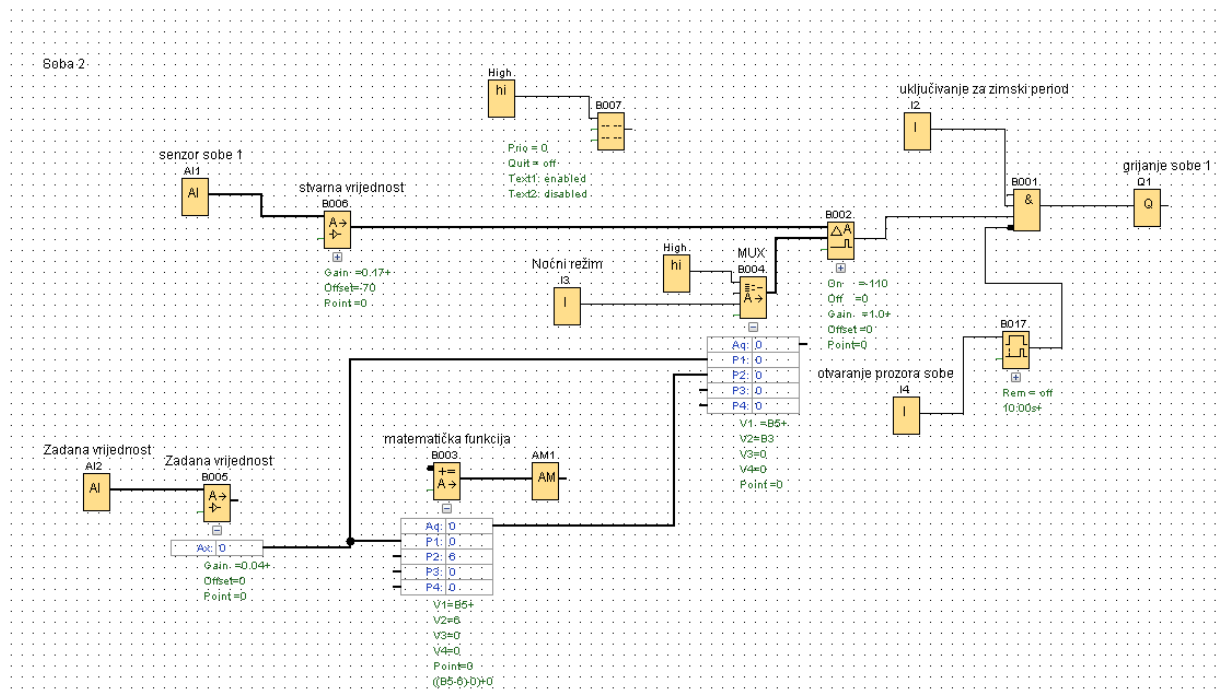 Soba 2
High
hi
B007
Prio = 0
Quit = off
Text1: enabled
Text2: disabled
uključivanje za zimski period
I2
I
senzor sobe 1
AI1
AI
stvarna vrijednost
B006
A→
Gain =0.17+
Offset=-70
Point =0
grijanje sobe 1
Q1
Q
B001
&
B002
A
On =-110
Off =0
Gain =1.0+
Offset =0
Point=0
High
hi
MUX
B004
A→
Noćni režim
I3
I
Aq: 0
P1: 0
P2: 0
P3: 0
P4: 0
V1 =B5+
V2=B3
V3=0
V4=0
Point =0
B017
Rem = off
10:00s+
otvaranje prozora sobe
I4
I
Zadana vrijednost
AI2
AI
Zadana vrijednost
B005
A→
Ax: 0
Gain =0.04+
Offset=0
Point =0
matematička funkcija
B003
+=
A→
AM1
AM
Aq: 0
P1: 0
P2: 6
P3: 0
P4: 0
V1=B5+
V2=6
V3=0
V4=0
Point=0
((B5-6)-0)+0